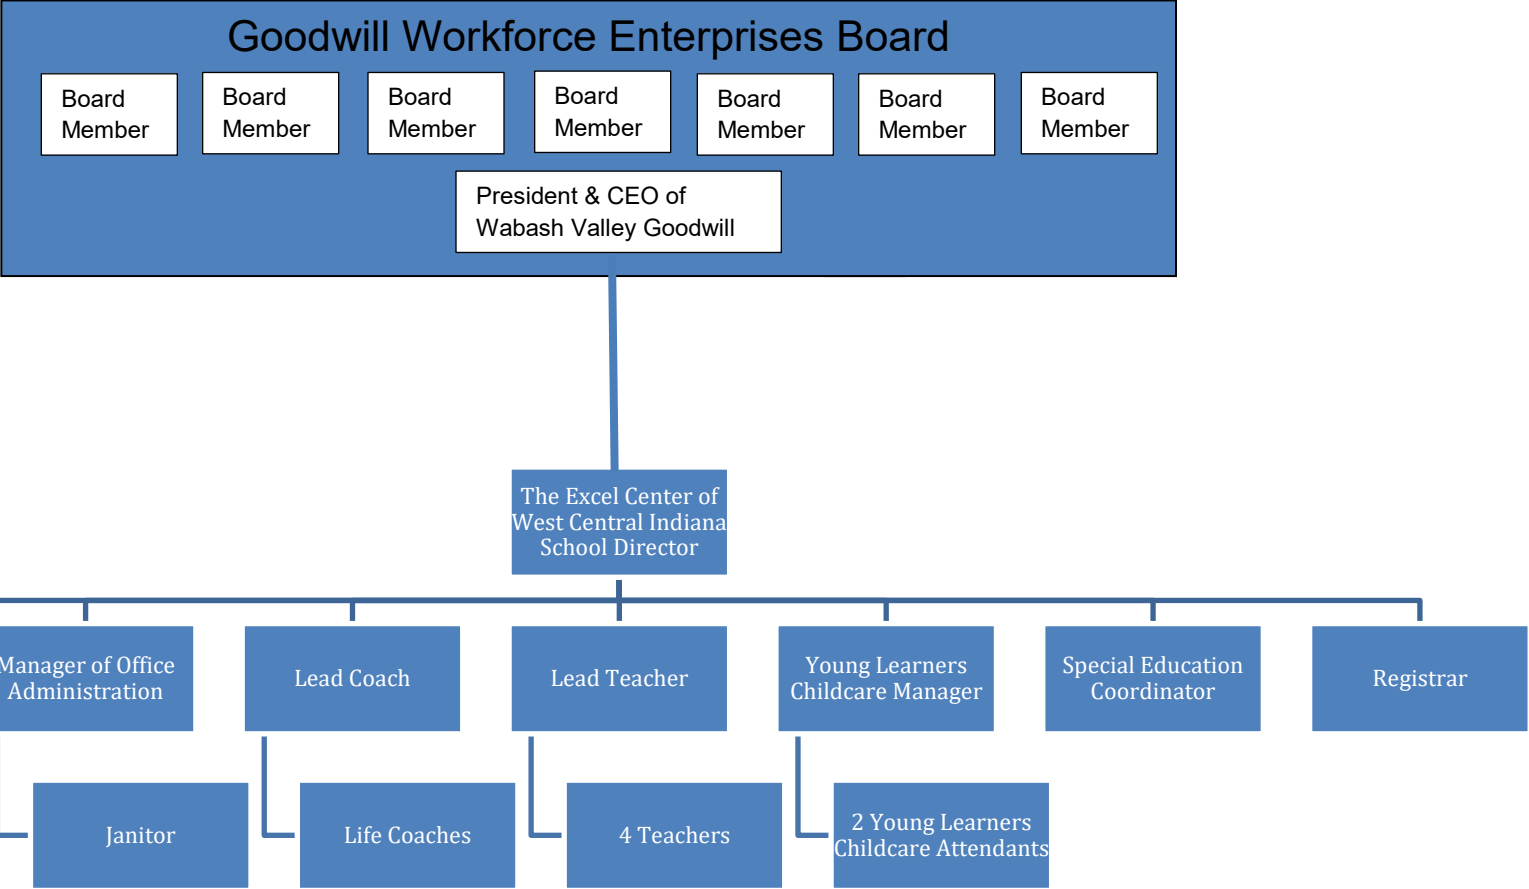 Goodwill Workforce Enterprises Board
Board
Member
Board
Member
Board
Member
Board
Member
Board
Member
Board
Member
Board
Member
President & CEO of
Wabash Valley Goodwill
The Excel Center of
West Central Indiana
School Director
Manager of Office
Administration
Lead Coach
Lead Teacher
Young Learners
Childcare Manager
Special Education
Coordinator
Registrar
Janitor
Life Coaches
4 Teachers
2 Young Learners
Childcare Attendants